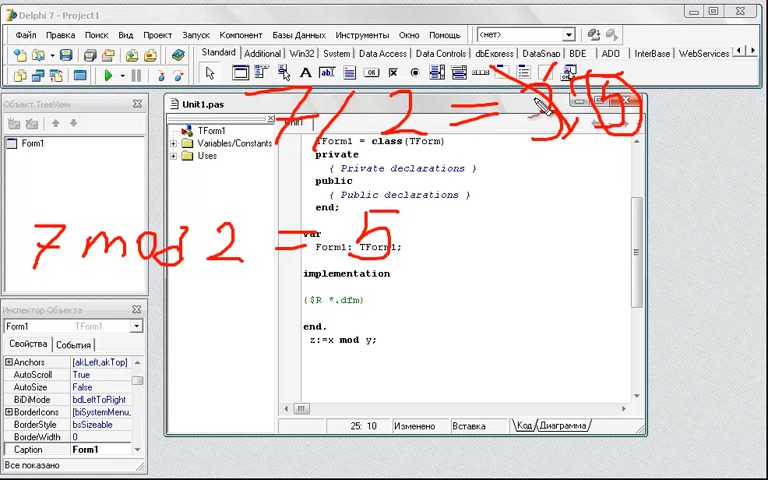 Delphi 7 - Project1
Файл Правка Поиск Вид Проект Запуск Компонент Базы Данных Инструменты Окно <нет>
Standard Additional Win32 System Data Access Data Controls dbExpress DataSnap BDE ADO InterBase WebServices
Объект TreeView
Form1
Unit1.pas
TForm1
Variables/Constants
Uses
7 / 2 = 3,5
TForm1 = class(TForm)
private
{ Private declarations }
public
{ Public declarations }
end;
var
Form1: TForm1;
implementation
{$R *.dfm}
end.
z:=x mod y;
7 mod 2 = 5
25: 10 Изменено Вставка Код Диаграмма
Инспектор Объекта
Form1 TForm1
Свойства События
Anchors [akLeft,akTop]
AutoScroll True
AutoSize False
BiDiMode bdLeftToRight
BorderIcons [biSystemMenu,
BorderStyle bsSizeable
BorderWidth 0
Caption Form1
Все показано